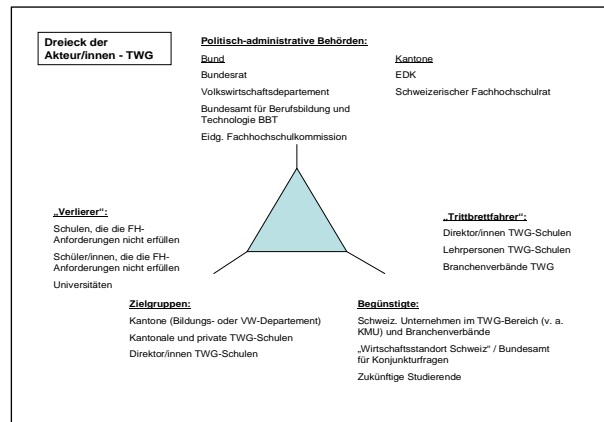 Dreieck der
Akteur/innen - TWG
Politisch-administrative Behörden:
Bund
Bundesrat
Volkswirtschaftsdepartement
Bundesamt für Berufsbildung und
Technologie BBT
Eidg. Fachhochschulkommission
Kantone
EDK
Schweizerischer Fachhochschulrat
„Verlierer“:
Schulen, die die FH-
Anforderungen nicht erfüllen
Schüler/innen, die die FH-
Anforderungen nicht erfüllen
Universitäten
„Trittbrettfahrer“:
Direktor/innen TWG-Schulen
Lehrpersonen TWG-Schulen
Branchenverbände TWG
Zielgruppen:
Kantone (Bildungs- oder VW-Departement)
Kantonale und private TWG-Schulen
Direktor/innen TWG-Schulen
Begünstigte:
Schweiz. Unternehmen im TWG-Bereich (v. a.
KMU) und Branchenverbände
„Wirtschaftsstandort Schweiz“ / Bundesamt
für Konjunkturfragen
Zukünftige Studierende